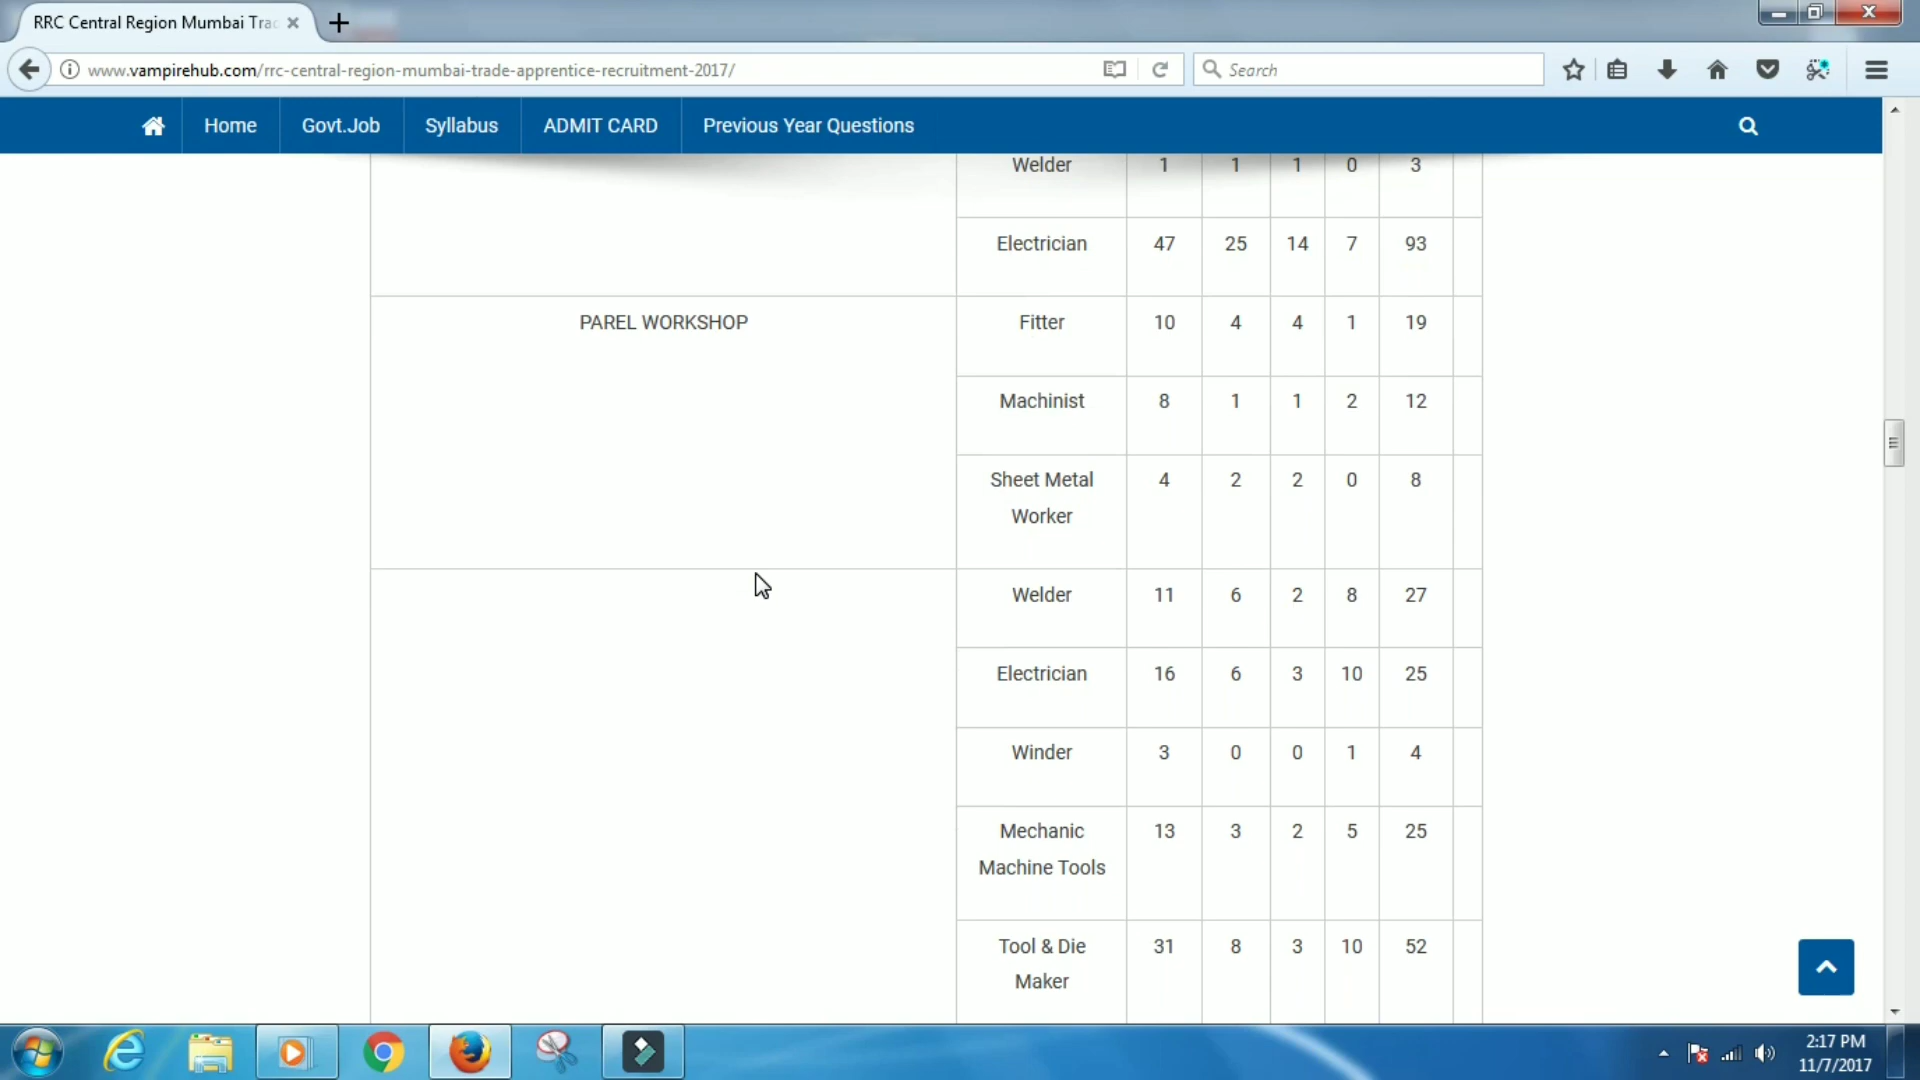 RRC Central Region Mumbai Trad
www.vampirehub.com/rrc-central-region-mumbai-trade-apprentice-recruitment-2017/
Search
Home
Govt.Job
Syllabus
ADMIT CARD
Previous Year Questions
Welder 1 1 1 0 3
Electrician 47 25 14 7 93
PAREL WORKSHOP Fitter 10 4 4 1 19
Machinist 8 1 1 2 12
Sheet Metal 4 2 2 0 8
Worker
Welder 11 6 2 8 27
Electrician 16 6 3 10 25
Winder 3 0 0 1 4
Mechanic 13 3 2 5 25
Machine Tools
Tool & Die 31 8 3 10 52
Maker
2:17 PM
11/7/2017